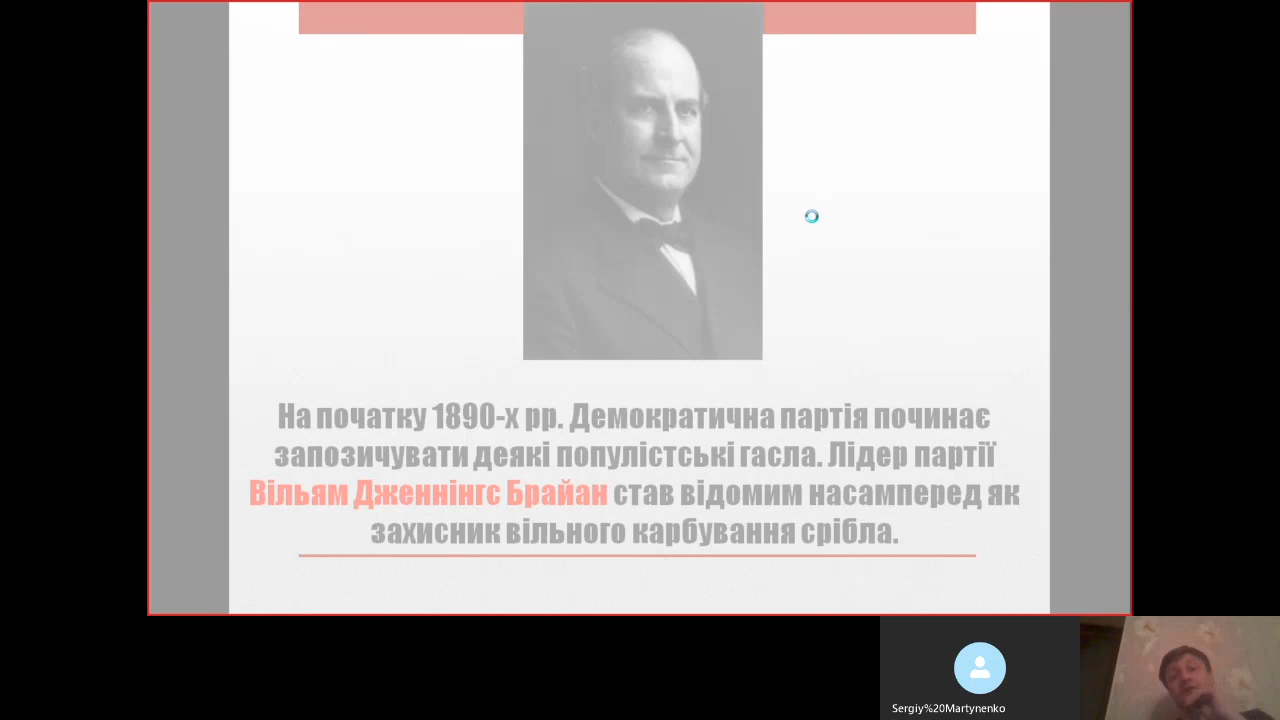 На початку 1890-х рр. Демократична партія починає
запозичувати деякі популістські гасла. Лідер партії
Вільям Дженнінгс Брайан став відомим насамперед як
захисник вільного карбування срібла.
Sergiy%20Martynenko